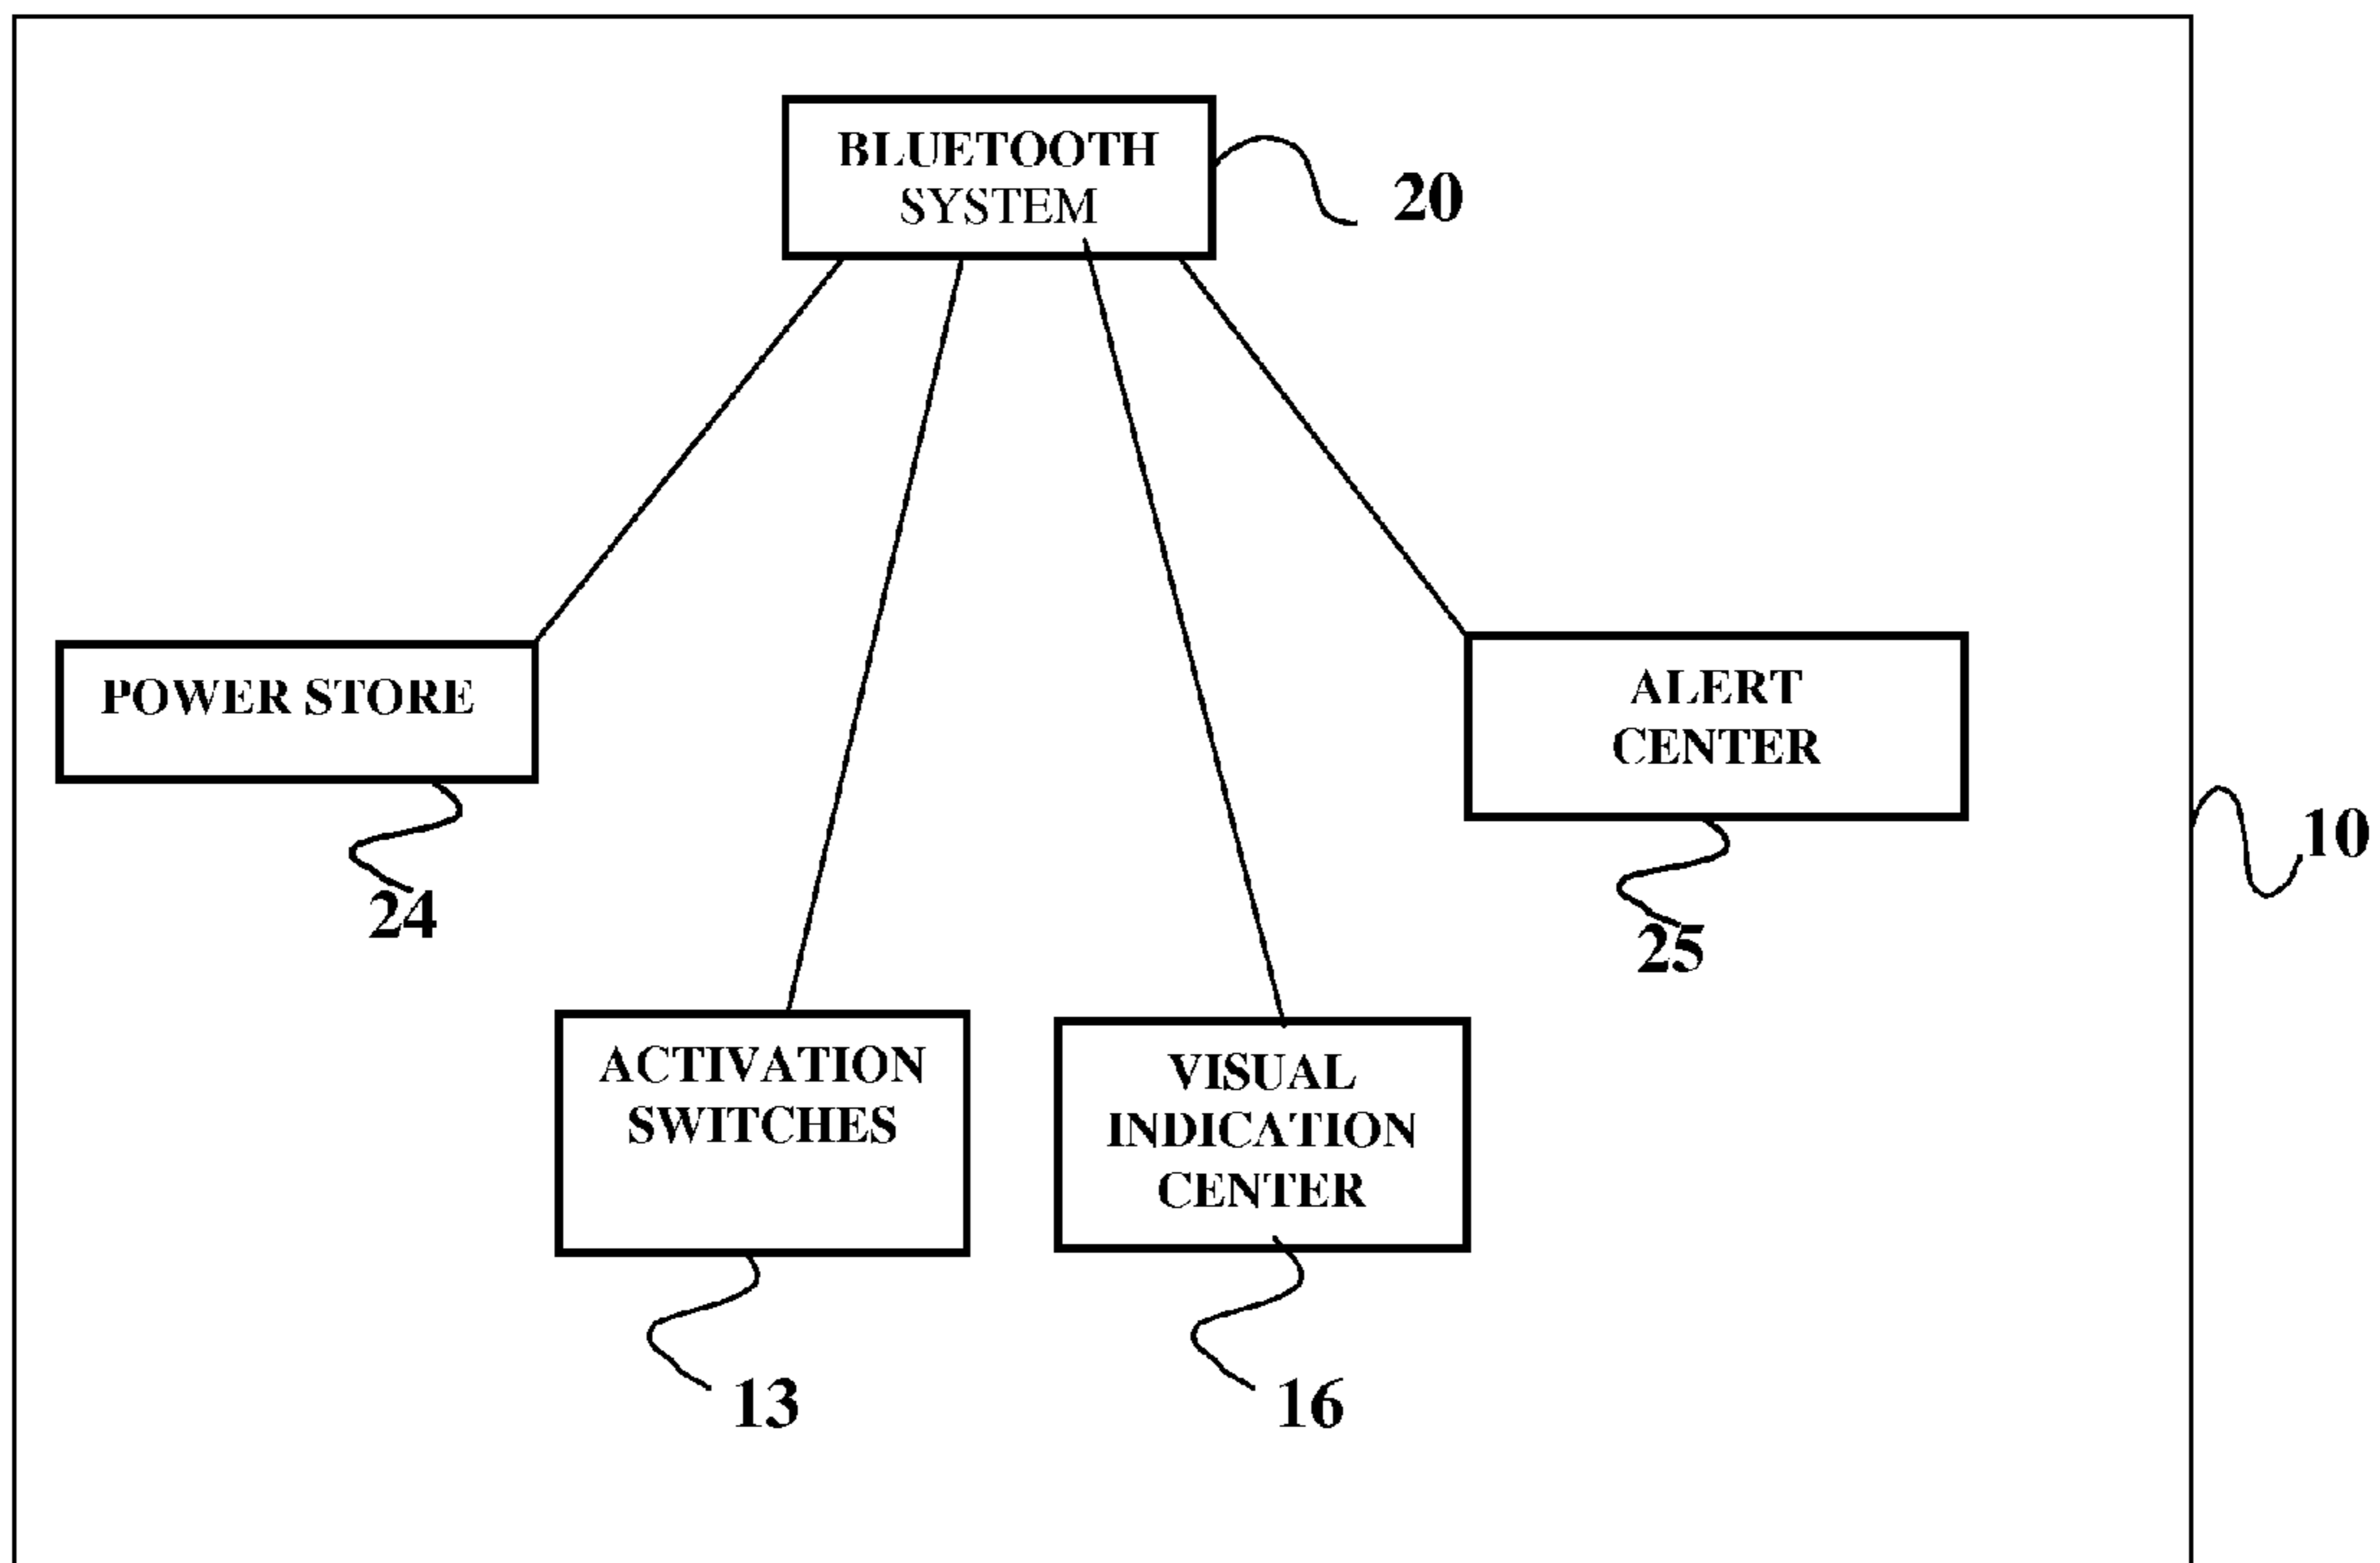 BLUETOOTH
SYSTEM
20
POWER STORE
24
ALERT
CENTER
25
10
ACTIVATION
SWITCHES
13
VISUAL
INDICATION
CENTER
16